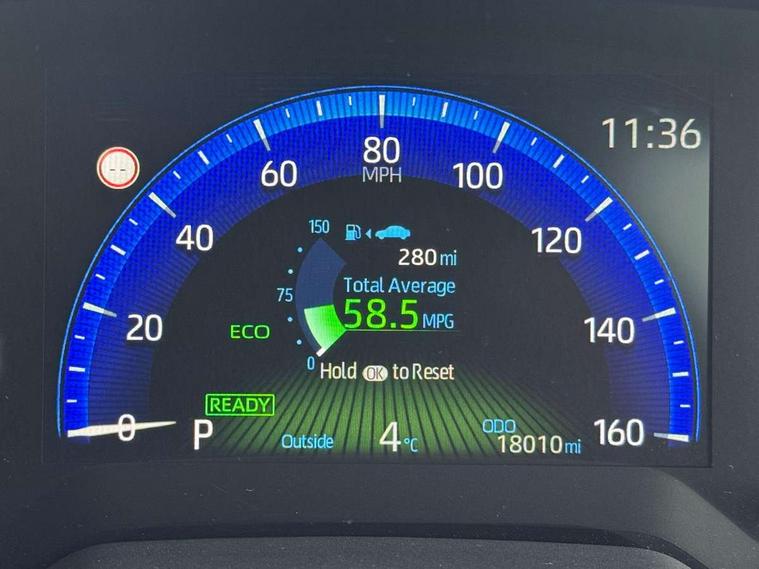 11:36
--
0
20
40
60
80
MPH
100
120
140
160
150
75
0
280 mi
Total Average
58.5 MPG
ECO
Hold OK to Reset
READY
P
Outside 4°C
ODO
18010 mi